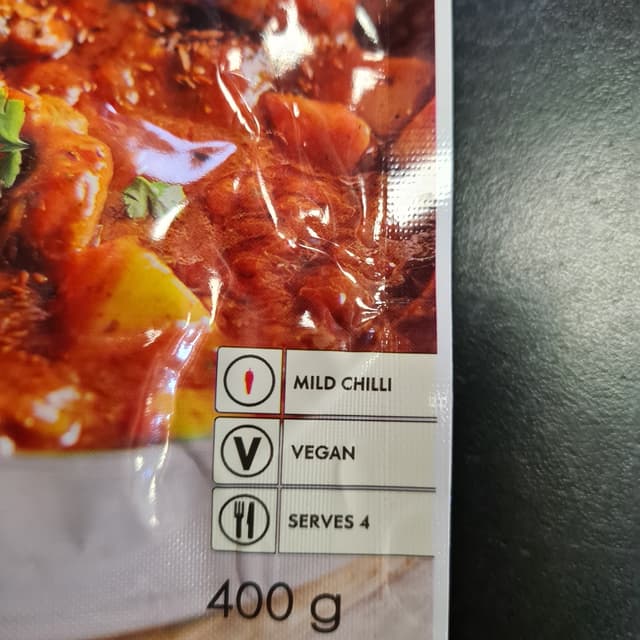 MILD CHILLI
V
VEGAN
SERVES 4
400 g